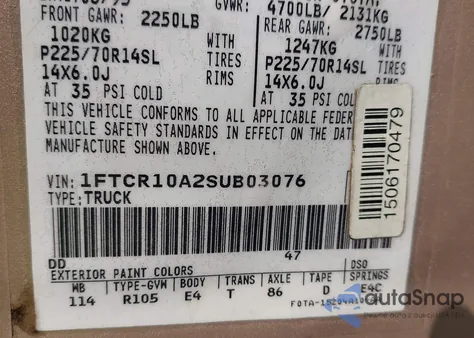 GVWR: 4700LB/ 2131KG
FRONT GAWR: 2250LB REAR GAWR: 2750LB
1020KG WITH 1247KG WITH
P225/70R14SL TIRES P225/70R14SL TIRES
14X6.0J RIMS 14X6.0J RIMS
AT 35 PSI COLD AT 35 PSI COLD
THIS VEHICLE CONFORMS TO ALL APPLICABLE FEDER
VEHICLE SAFETY STANDARDS IN EFFECT ON THE DAT
MANUFACTURE SHOWN ABOVE.
VIN: 1FTCR10A2SUB03076
TYPE: TRUCK
1506170479
DD 47
EXTERIOR PAINT COLORS DSO
WB TYPE-GVW BODY TRANS AXLE TAPE SPRINGS
114 R105 E4 T 86 D E4C
autaSnap